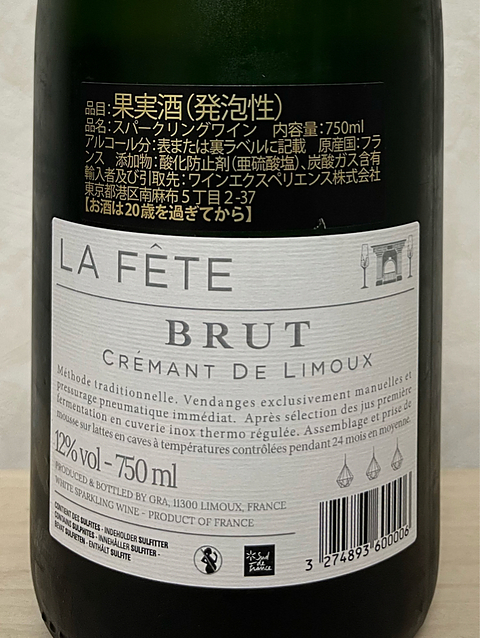 品目:果実酒(発泡性)
品名:スパークリングワイン 内容量:750ml
アルコール分:表または裏ラベルに記載 原産国:フラ
ンス 添加物:酸化防止剤(亜硫酸塩)、炭酸ガス含有
輸入者及び引取先:ワインエクスペリエンス株式会社
東京都港区南麻布5丁目2-37
【お酒は20歳を過ぎてから】
LA FÊTE
BRUT
CRÉMANT DE LIMOUX
Méthode traditionnelle. Vendanges exclusivement manuelles et
pressurage pneumatique immédiat. Après sélection des jus première
fermentation en cuverie inox thermo régulée. Assemblage et prise de
mousse sur lattes en caves à températures contrôlées pendant 24 mois en moyenne.
12% vol - 750 ml
PRODUCED & BOTTLED BY GRA, 11300 LIMOUX, FRANCE
WHITE SPARKLING WINE - PRODUCT OF FRANCE
CONTIENT DES SULFITES - INDEHOLDER SULFITTER
CONTAINS SULPHITES - INNEHÅLLER SULFITER -
BEVAT SULFIETEN - ENTHÄLT SULFITE
Sud de France
3 274893 600006